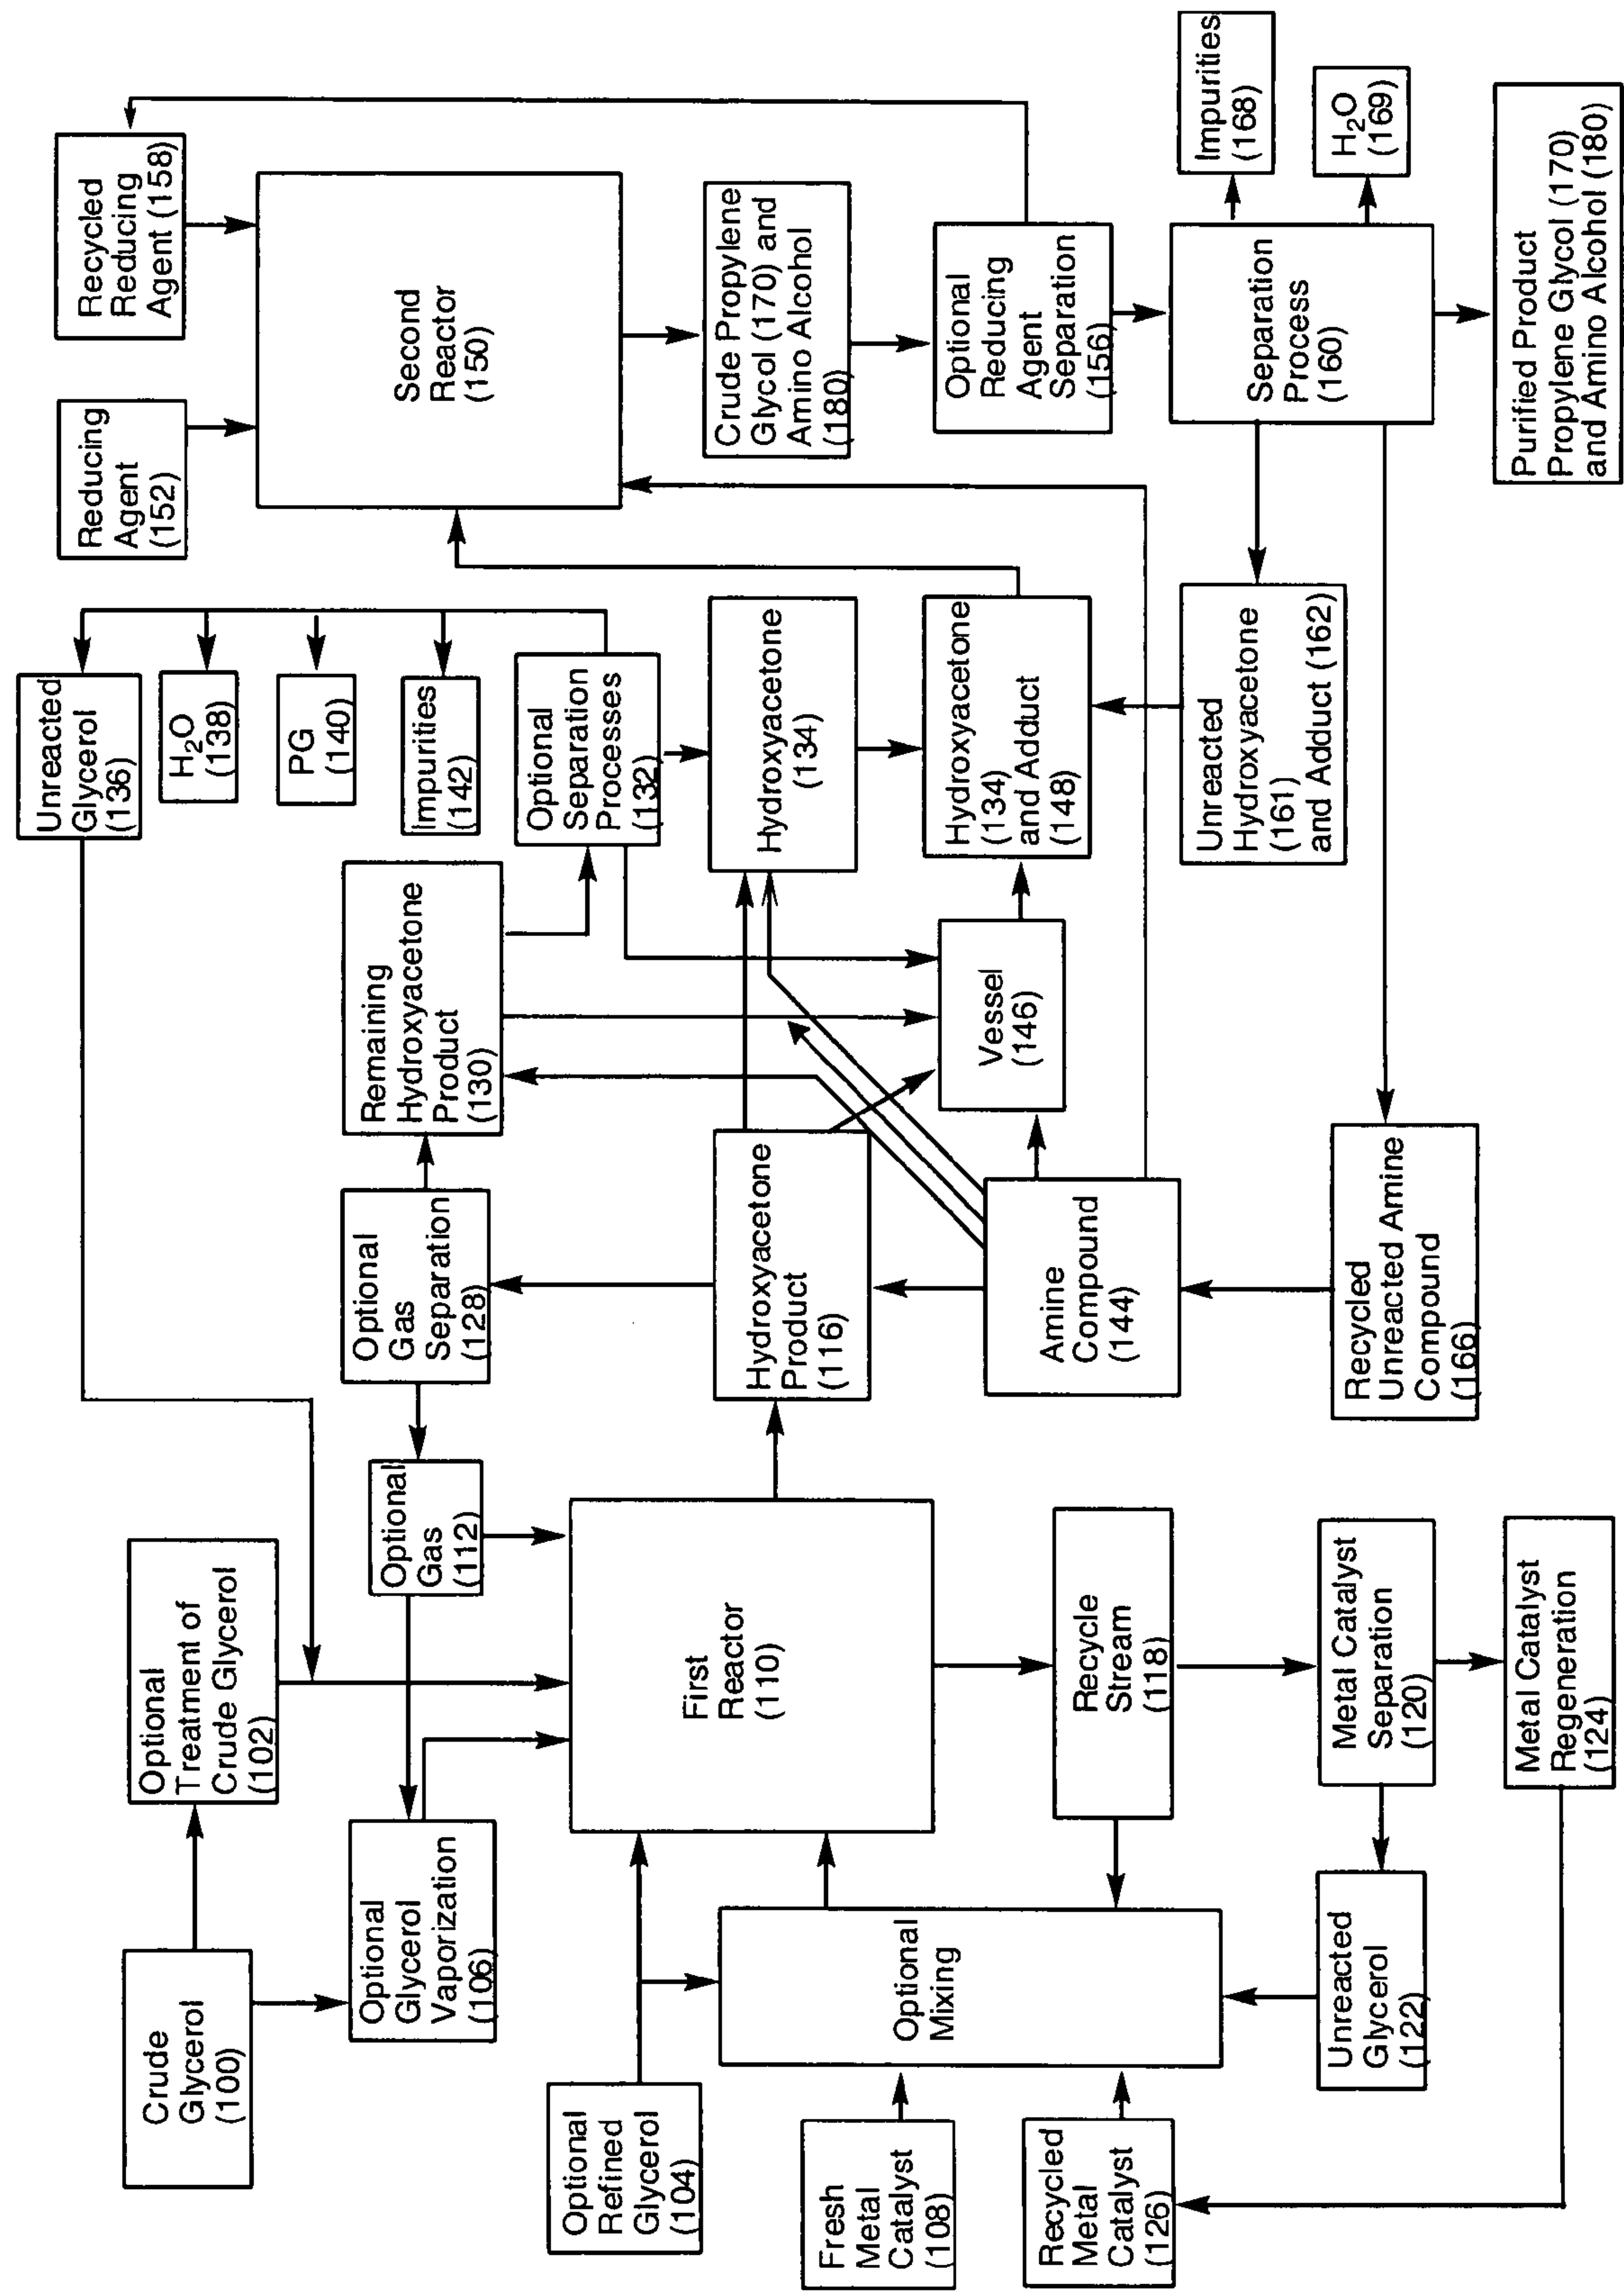 Crude
Glycerol
(100)
Optional
Treatment of
Crude Glycerol
(102)
Optional
Glycerol
Vaporization
(106)
Optional
Refined
Glycerol
(104)
Fresh
Metal
Catalyst
(108)
Recycled
Metal
Catalyst
(126)
Optional
Mixing
Unreacted
Glycerol
(122)
Optional
Gas
(112)
First
Reactor
(110)
Recycle
Stream
(118)
Metal Catalyst
Separation
(120)
Metal Catalyst
Regeneration
(124)
Optional
Gas
Separation
(128)
Hydroxyacetone
Product
(116)
Amine
Compound
(144)
Recycled
Unreacted Amine
Compound
(166)
Remaining
Hydroxyacetone
Product
(130)
Vessel
(146)
Unreacted
Glycerol
(136)
H₂O
(138)
PG
(140)
Impurities
(142)
Optional
Separation
Processes
(132)
Hydroxyacetone
(134)
Hydroxyacetone
(134)
and Adduct
(148)
Unreacted
Hydroxyacetone
(161)
and Adduct (162)
Reducing
Agent
(152)
Recycled
Reducing
Agent (158)
Second
Reactor
(150)
Crude Propylene
Glycol (170) and
Amino Alcohol
(180)
Optional
Reducing
Agent
Separation
(156)
Separation
Process
(160)
Impurities
(168)
H₂O
(169)
Purified Product
Propylene Glycol (170)
and Amino Alcohol (180)